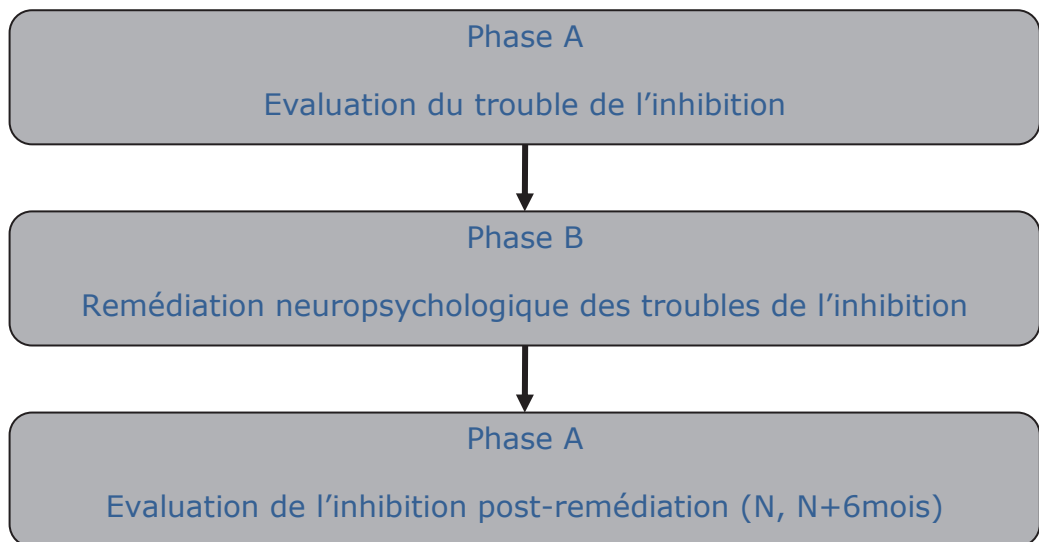 Phase A
Evaluation du trouble de l’inhibition
Phase B
Remédiation neuropsychologique des troubles de l’inhibition
Phase A
Evaluation de l’inhibition post-remédiation (N, N+6mois)